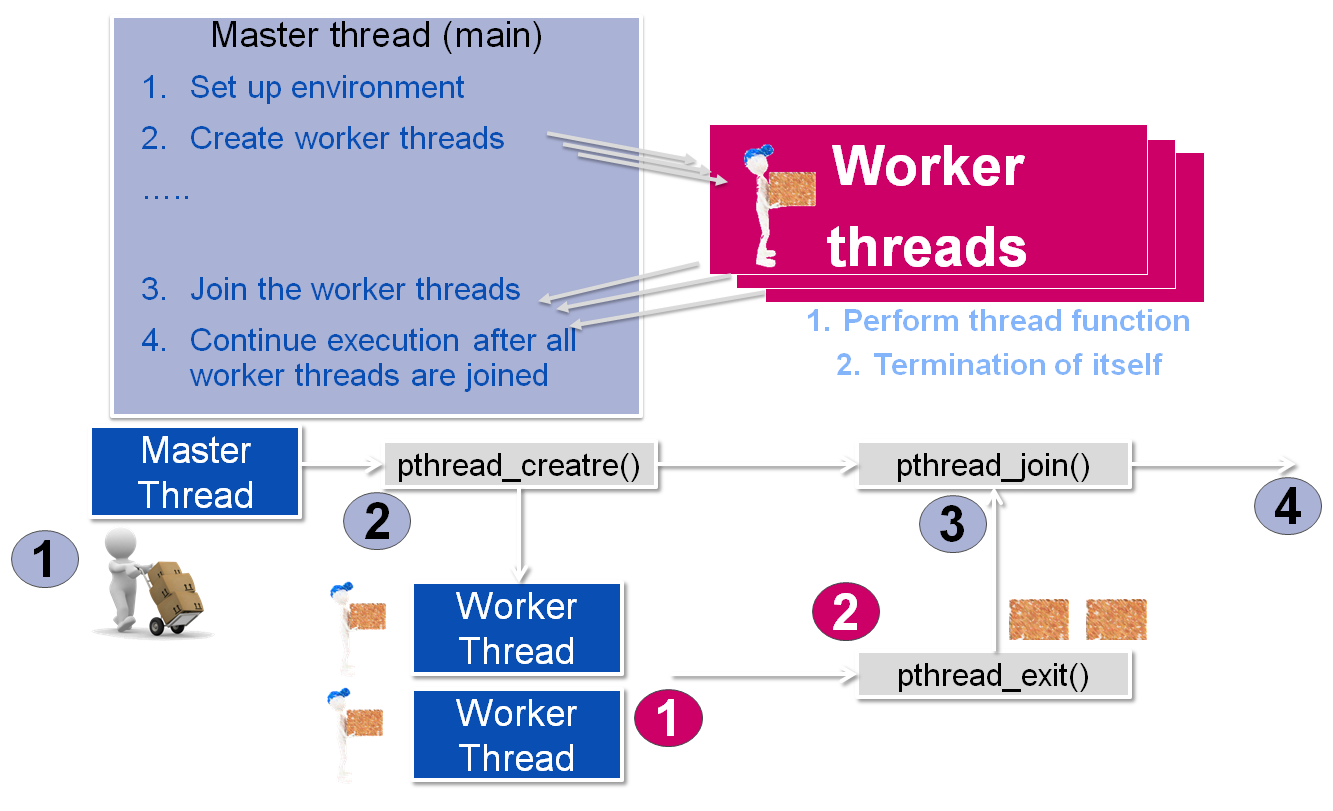 Master thread (main)
1. Set up environment
2. Create worker threads
…..
3. Join the worker threads
4. Continue execution after all
worker threads are joined
Worker
threads
1. Perform thread function
2. Termination of itself
Master
Thread
pthread_creatre()
pthread_join()
1
2
3
4
Worker
Thread
2
pthread_exit()
Worker
Thread
1